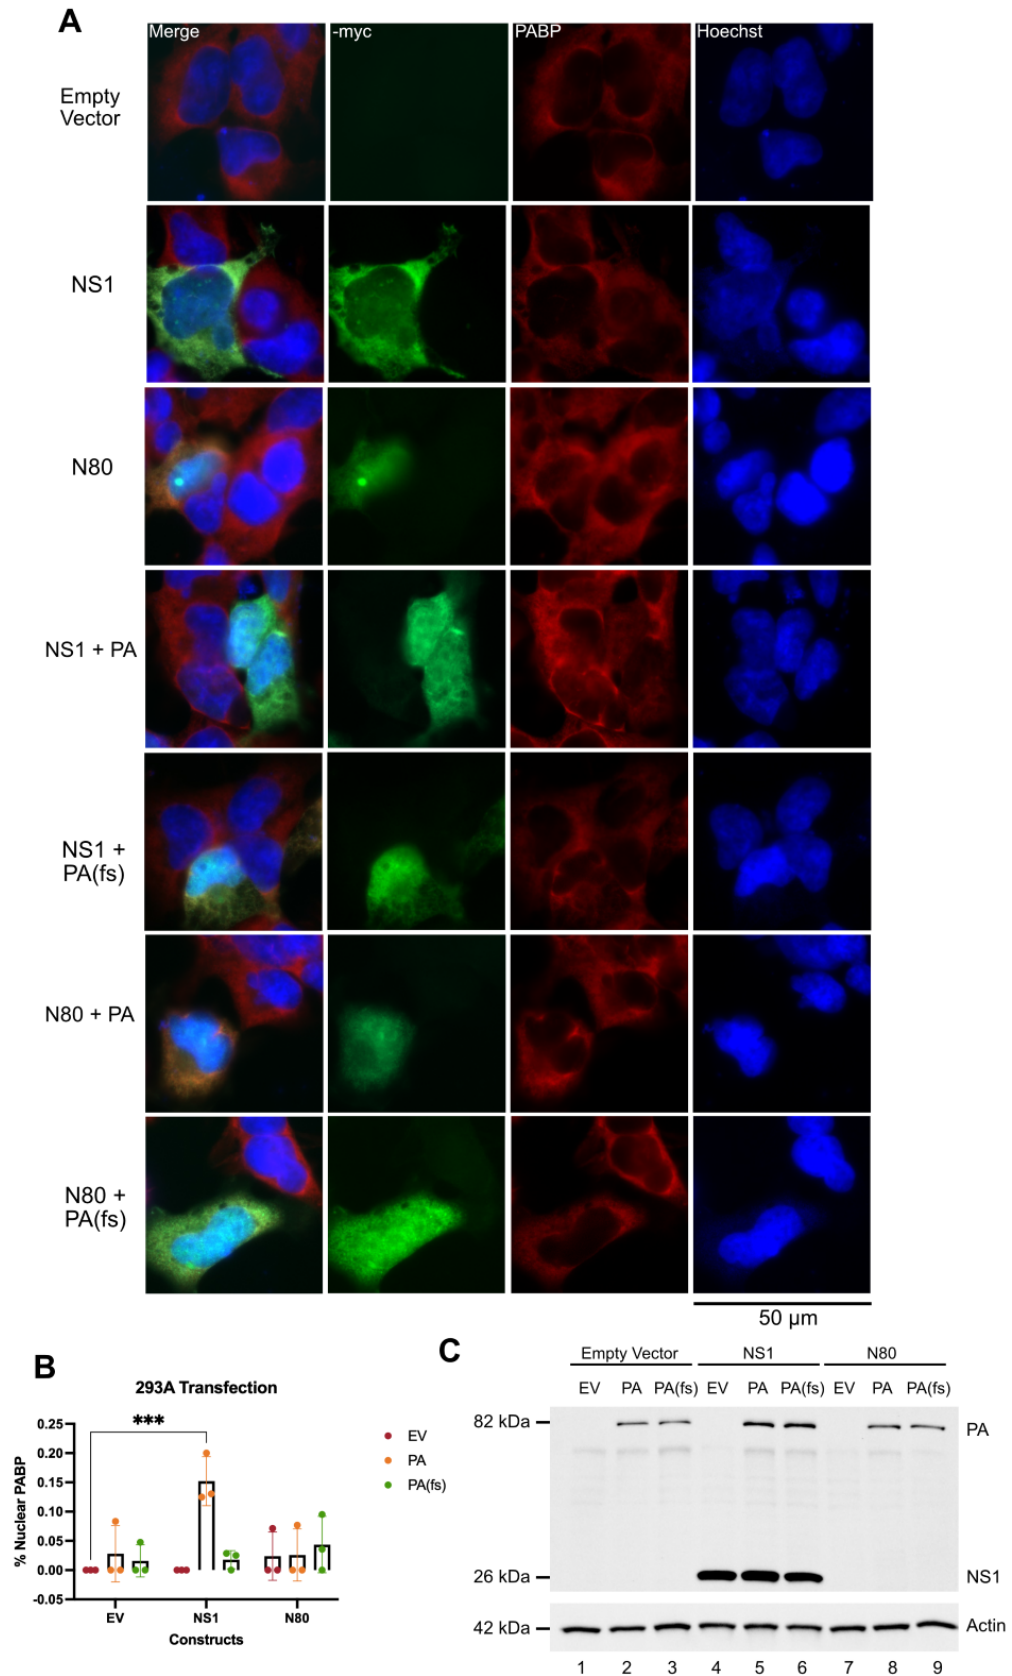 A
Merge
-myc
PABP
Hoechst
Empty
Vector
NS1
N80
NS1 + PA
NS1 +
PA(fs)
N80 + PA
N80 +
PA(fs)
50 µm
B
293A Transfection
***
% Nuclear PABP
0.25
0.20
0.15
0.10
0.05
0.00
-0.05
EV
NS1
N80
Constructs
EV
PA
PA(fs)
C
Empty Vector NS1 N80
EV PA PA(fs) EV PA PA(fs) EV PA PA(fs)
82 kDa
PA
26 kDa
NS1
42 kDa
Actin
1 2 3 4 5 6 7 8 9